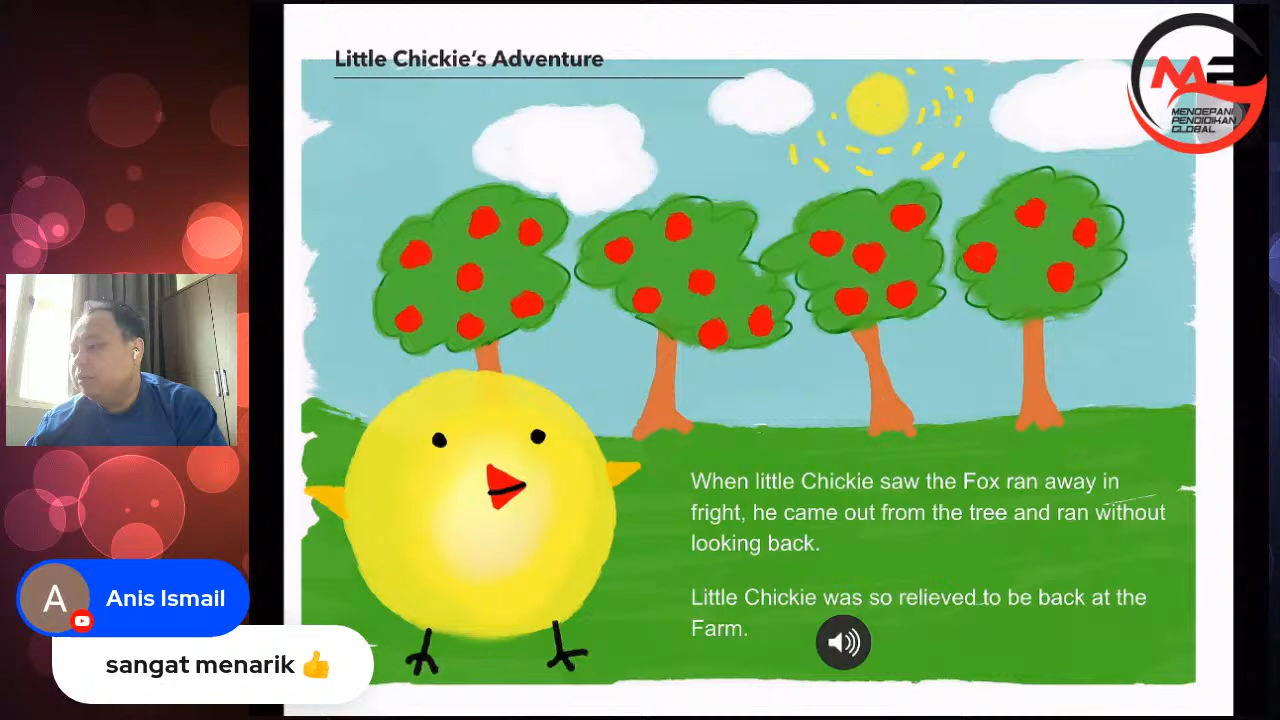 Little Chickie's Adventure
ME
MENDEPANI
PENDIDIKAN
GLOBAL
When little Chickie saw the Fox ran away in
fright, he came out from the tree and ran without
looking back.
Little Chickie was so relieved to be back at the
Farm.
A
Anis Ismail
sangat menarik 👍